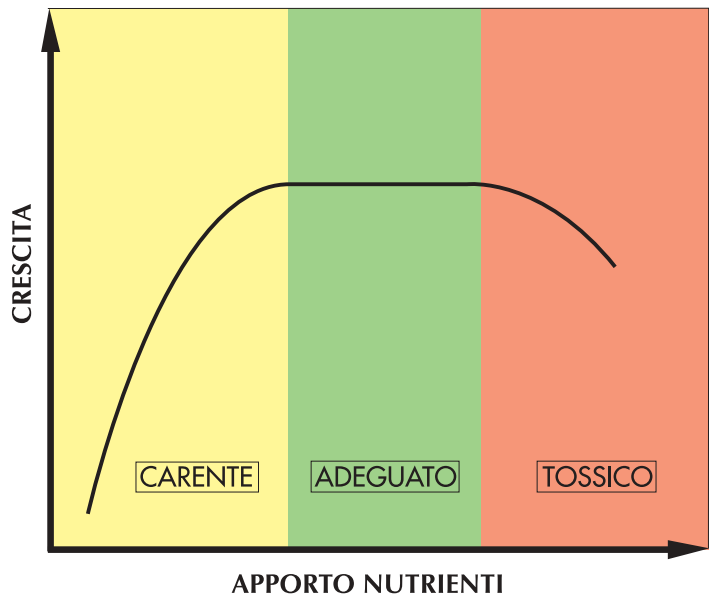 CRESCITA
CARENTE
ADEGUATO
TOSSICO
APPORTO NUTRIENTI